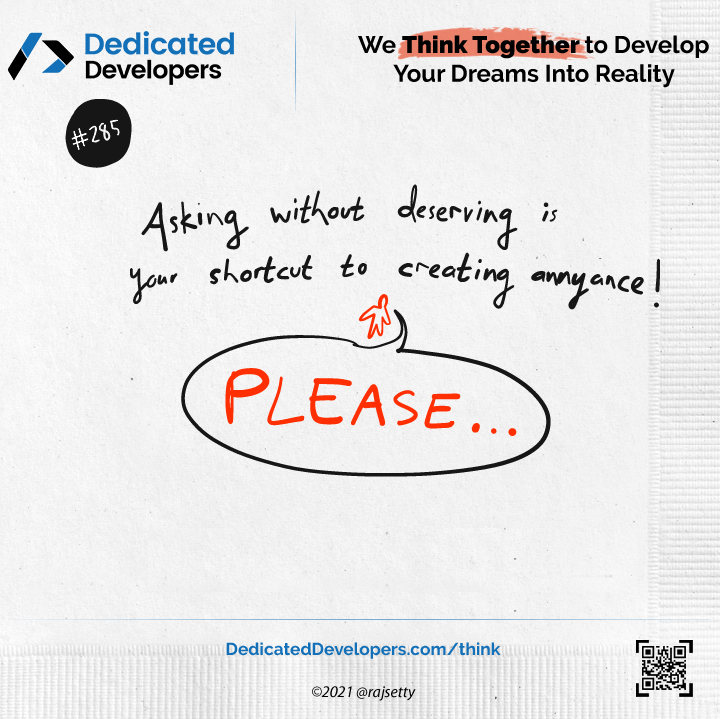 Dedicated
Developers
We Think Together to Develop
Your Dreams Into Reality
#285
Asking without deserving is
your shortcut to creating annyance!
PLEASE...
DedicatedDevelopers.com/think
©2021 @rajsetty